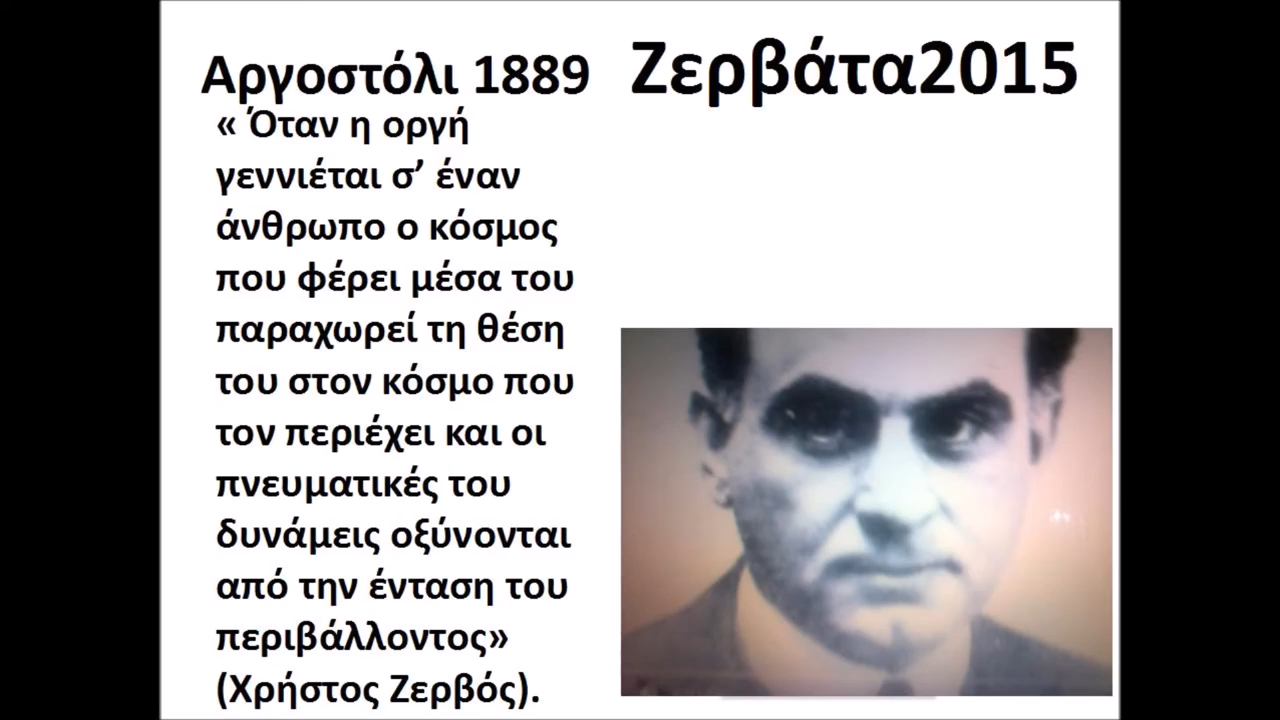 Αργοστόλι 1889 Ζερβάτα2015
« Όταν η οργή
γεννιέται σ’ έναν
άνθρωπο ο κόσμος
που φέρει μέσα του
παραχωρεί τη θέση
του στον κόσμο που
τον περιέχει και οι
πνευματικές του
δυνάμεις οξύνονται
από την ένταση του
περιβάλλοντος»
(Χρήστος Ζερβός).